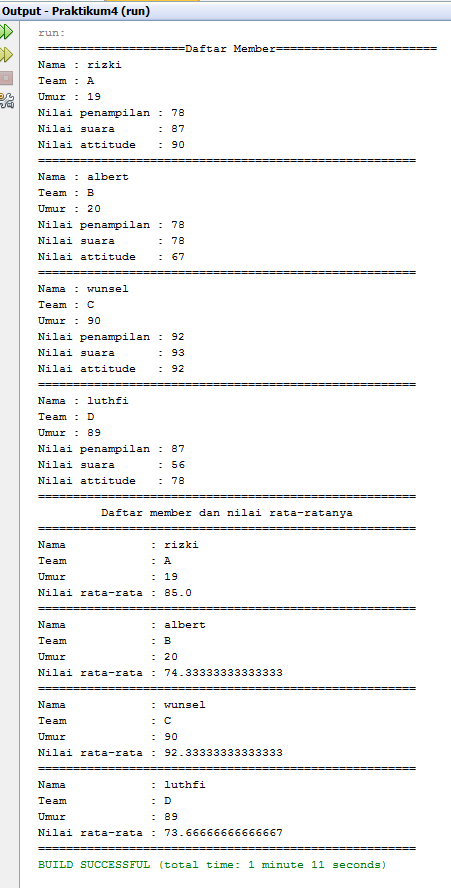 Output - Praktikum4 (run)
run:
=====================Daftar Member=======================
Nama : rizki
Team : A
Umur : 19
Nilai penampilan : 78
Nilai suara      : 87
Nilai attitude   : 90
======================================================
Nama : albert
Team : B
Umur : 20
Nilai penampilan : 78
Nilai suara      : 78
Nilai attitude   : 67
======================================================
Nama : wunsel
Team : C
Umur : 90
Nilai penampilan : 92
Nilai suara      : 93
Nilai attitude   : 92
======================================================
Nama : luthfi
Team : D
Umur : 89
Nilai penampilan : 87
Nilai suara      : 56
Nilai attitude   : 78
======================================================
         Daftar member dan nilai rata-ratanya
======================================================
Nama            : rizki
Team            : A
Umur            : 19
Nilai rata-rata : 85.0
======================================================
Nama            : albert
Team            : B
Umur            : 20
Nilai rata-rata : 74.33333333333333
======================================================
Nama            : wunsel
Team            : C
Umur            : 90
Nilai rata-rata : 92.33333333333333
======================================================
Nama            : luthfi
Team            : D
Umur            : 89
Nilai rata-rata : 73.66666666666667
======================================================
BUILD SUCCESSFUL (total time: 1 minute 11 seconds)